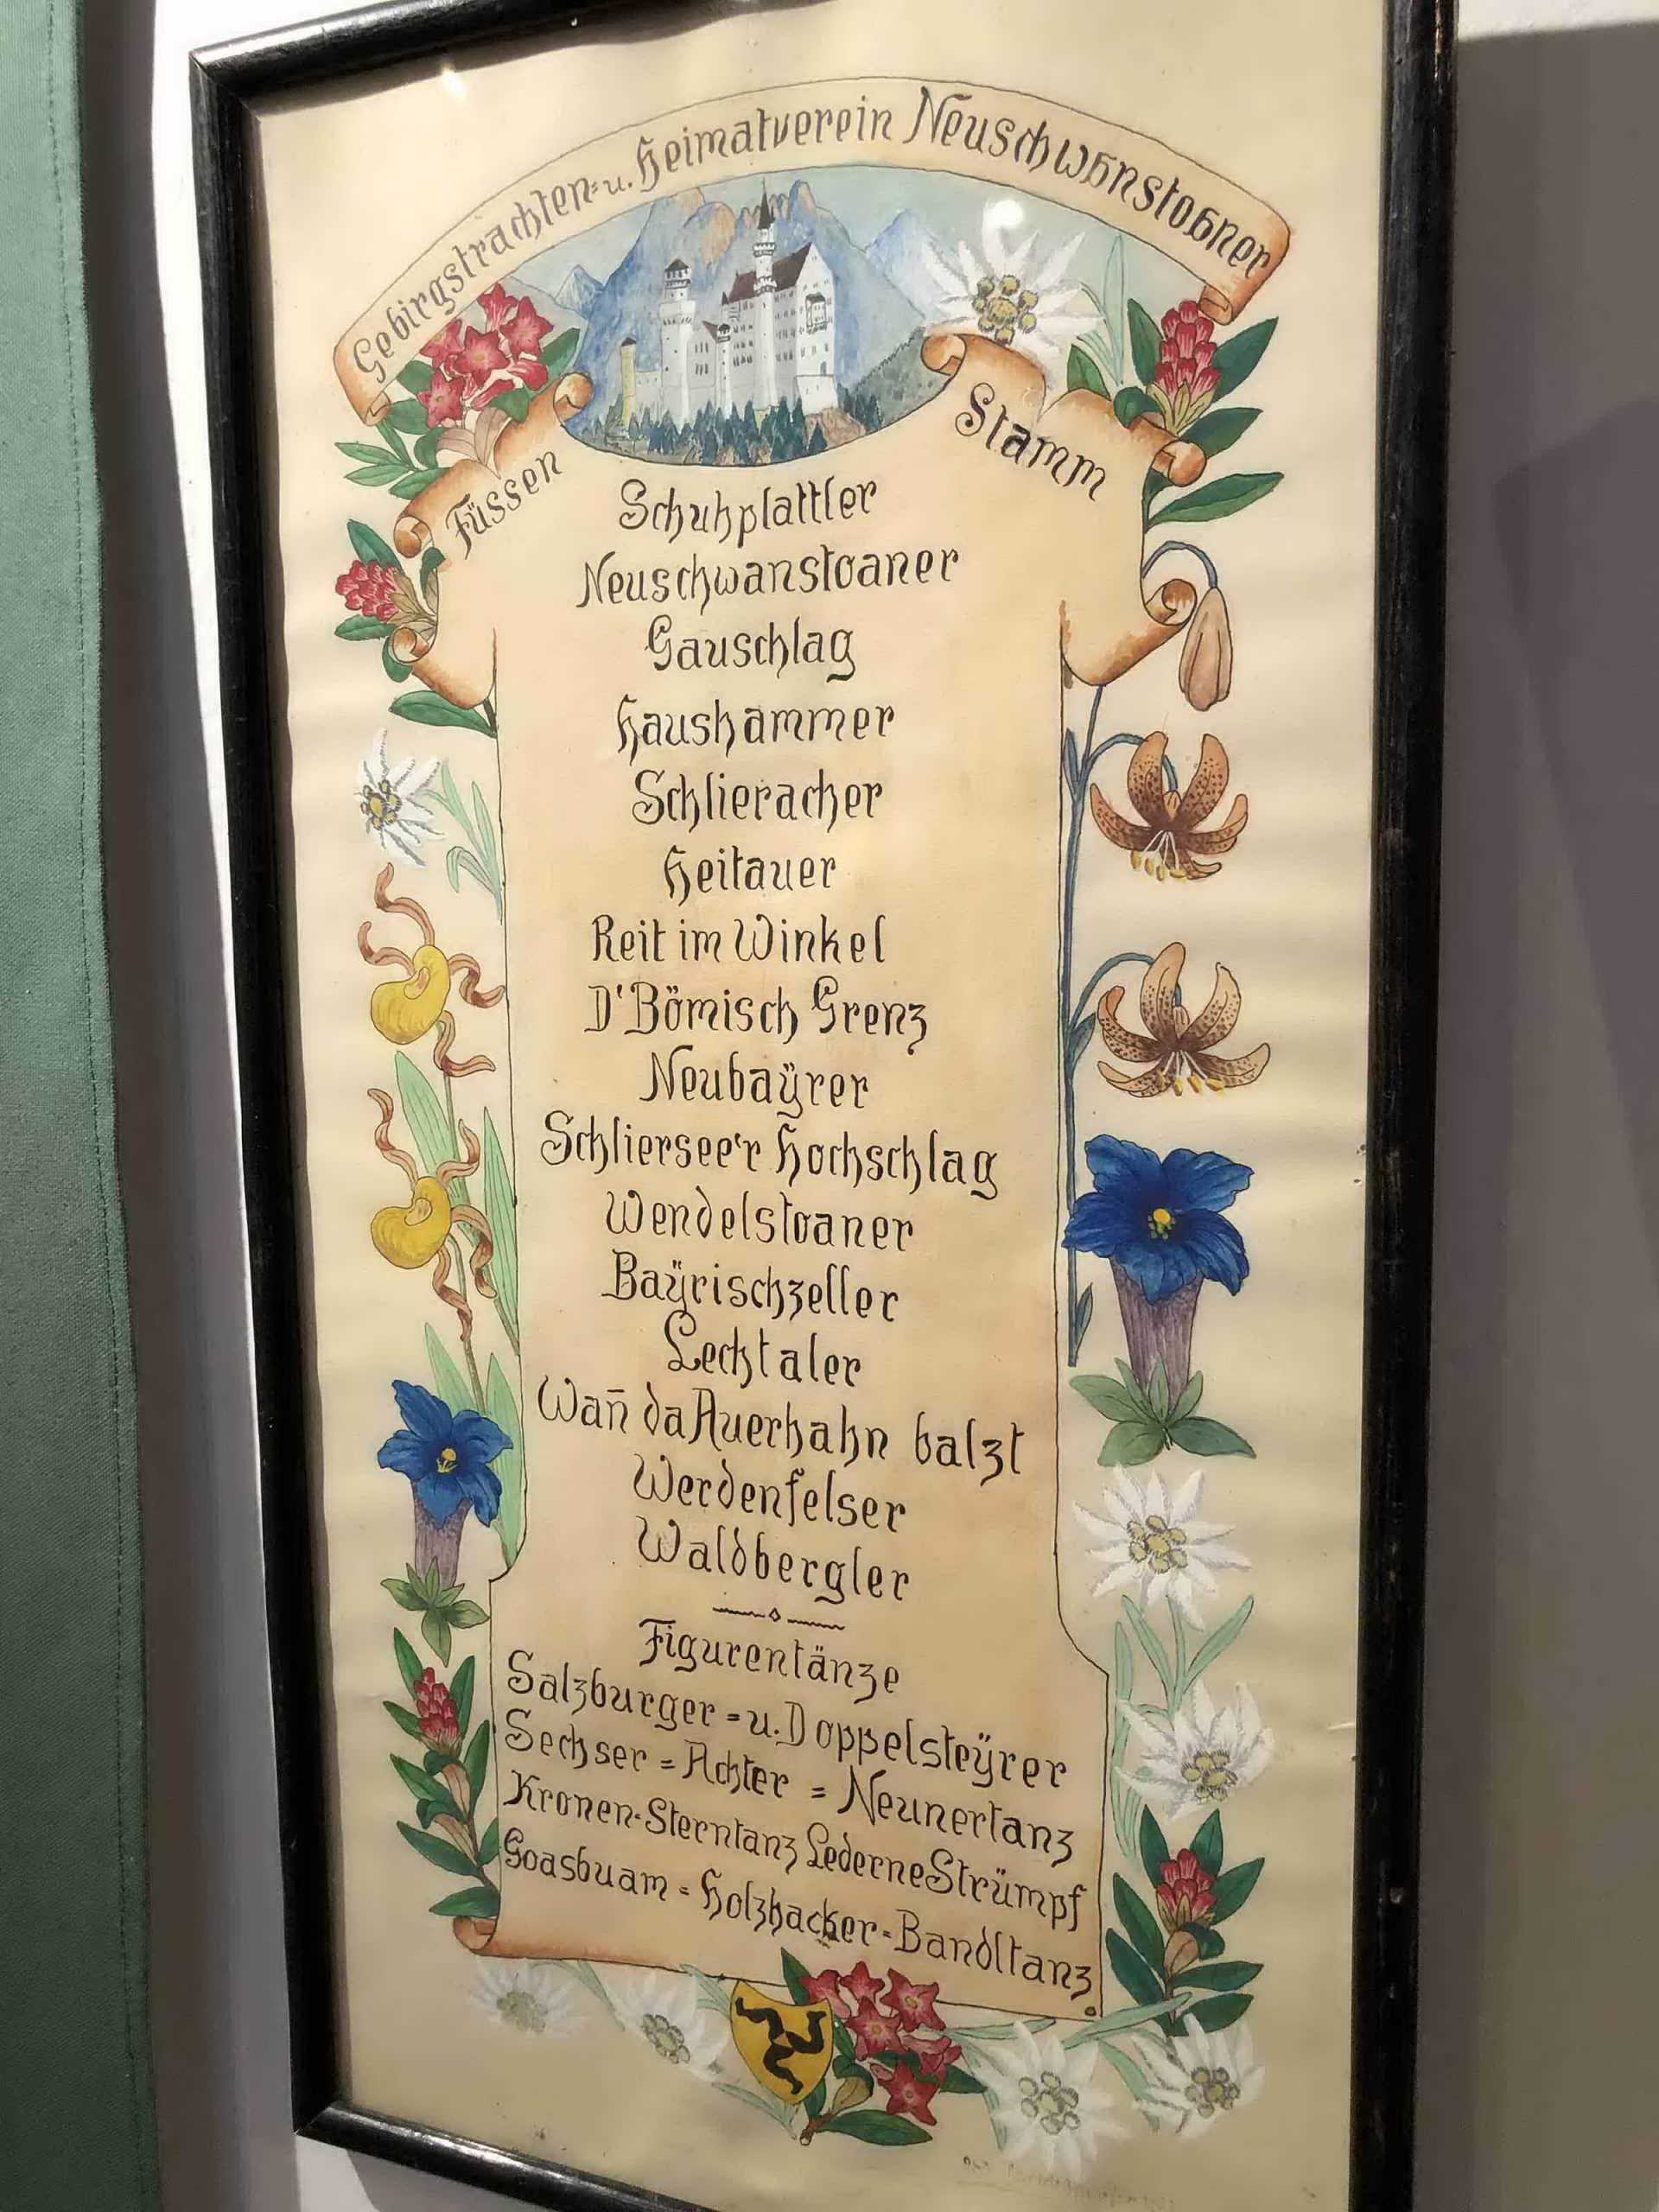 Gebirgstrachten= u. Heimatverein Neuschwanstoaner
Füssen
Stamm
Schuhplattler
Neuschwanstoaner
Gauschlag
Haushammer
Schlieracher
Heitauer
Reit im Winkel
D'Bömisch Grenz
Neubaÿrer
Schliersee'r Hochschlag
Wendelstoaner
Baÿrischzeller
Lechtaler
Wan̄ da Auerhahn balzt
Werdenfelser
Waldbergler
Figurentänze
Salzburger = u. Doppelsteÿrer
Sechser = Achter = Neunertanz
Kronen-Sterntanz Lederne Strümpf
Goasbuam = Holzhacker-Bandltanz